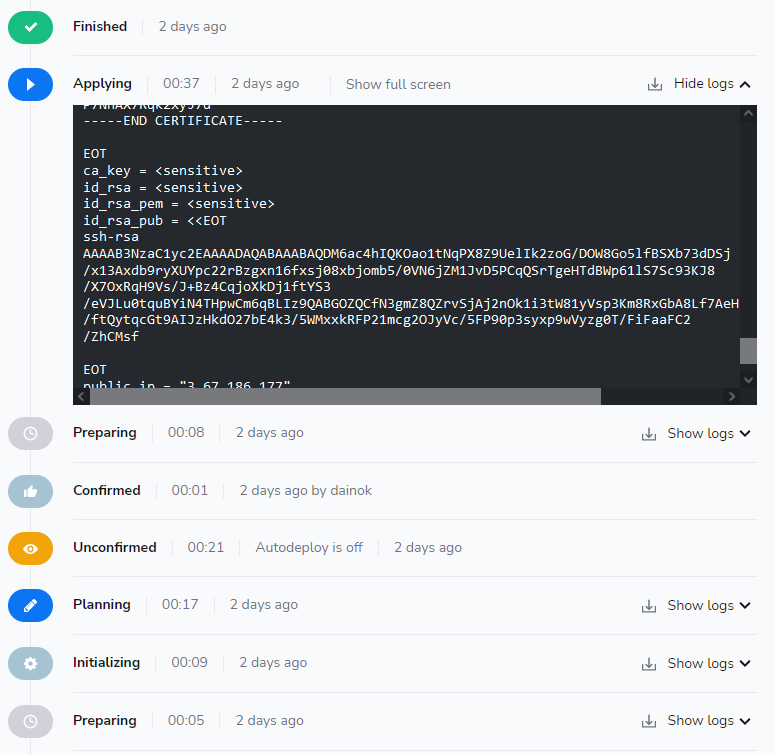 Finished 2 days ago
Applying 00:37 2 days ago Show full screen Hide logs
-----END CERTIFICATE-----
EOT
ca_key = <sensitive>
id_rsa = <sensitive>
id_rsa_pem = <sensitive>
id_rsa_pub = <<EOT
ssh-rsa
AAAAB3NzaC1yc2EAAAADAQABAAABAQDM6ac4hIQKOao1tNqPX8Z9UelIk2zoG/DOW8Go5lfBSXb73dDSj
/x13Axdb9ryXUYpc22rBzgxn16fxsj08xbjomb5/0VN6jZM1JvD5PCqQSrTgeHTdBWp61lS7Sc93KJ8
/X7OxRqH9Vs/J+Bz4CqjoXkDj1ftYS3
/eVJLu0tquBYiN4THpwCm6qBLIz9QABGOZQCfN3gmZ8QZrvSjAj2nOk1i3tW81yVsp3Km8RxGbA8Lf7AeH
/ftQytqcGt9AIJzHkdO27bE4k3/5WMxxkRFP21mcg2OJyVc/5FP90p3syxp9wVyzg0T/FiFaaFC2
/ZhCMsf
EOT
public_ip = "3.67.186.177"
Preparing 00:08 2 days ago Show logs
Confirmed 00:01 2 days ago by dainok
Unconfirmed 00:21 Autodeploy is off 2 days ago
Planning 00:17 2 days ago Show logs
Initializing 00:09 2 days ago Show logs
Preparing 00:05 2 days ago Show logs